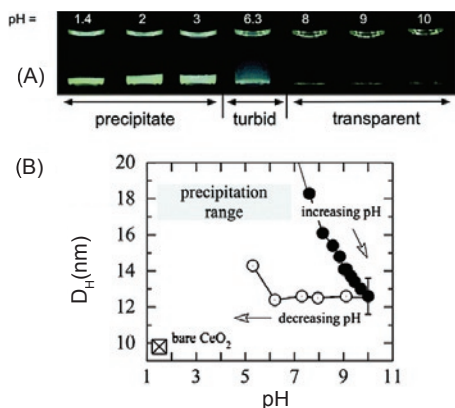 pH = 1.4 2 3 6.3 8 9 10
(A)
precipitate turbid transparent
(B)
20
18
16
14
12
10
D_H(nm)
precipitation
range
increasing pH
decreasing pH
bare CeO₂
1 3 5 7 9 11
pH